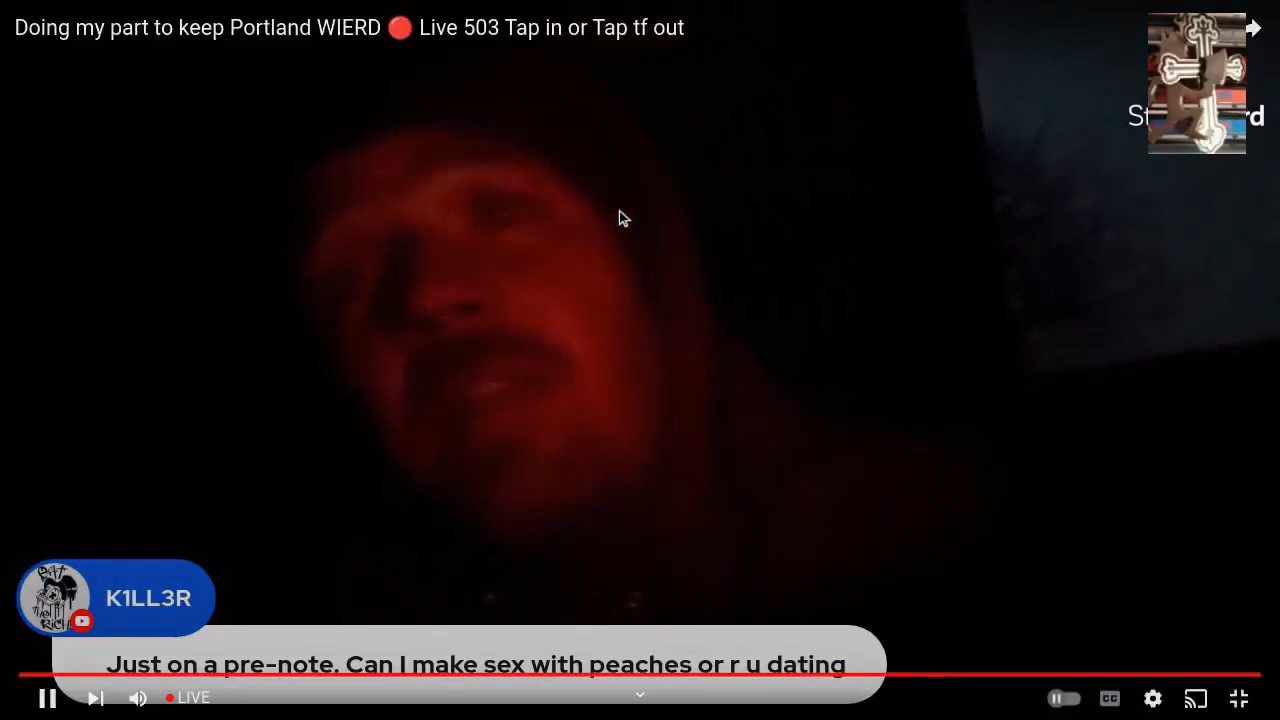 Doing my part to keep Portland WIERD 🔴 Live 503 Tap in or Tap tf out
K1LL3R
Just on a pre-note. Can I make sex with peaches or r u dating
LIVE
CC